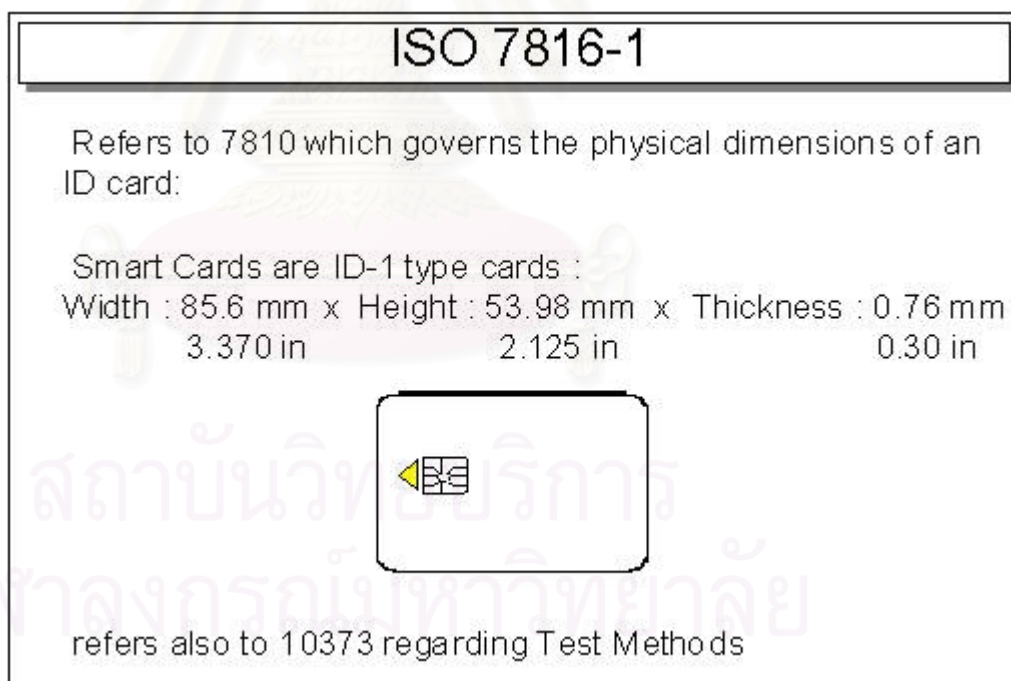 ISO 7816-1
Refers to 7810 which governs the physical dimensions of an
ID card:
Smart Cards are ID-1 type cards :
Width : 85.6 mm x Height : 53.98 mm x Thickness : 0.76 mm
3.370 in 2.125 in 0.30 in
สถาบันวิทยบริการ
จุฬาลงกรณ์มหาวิทยาลัย
refers also to 10373 regarding Test Methods